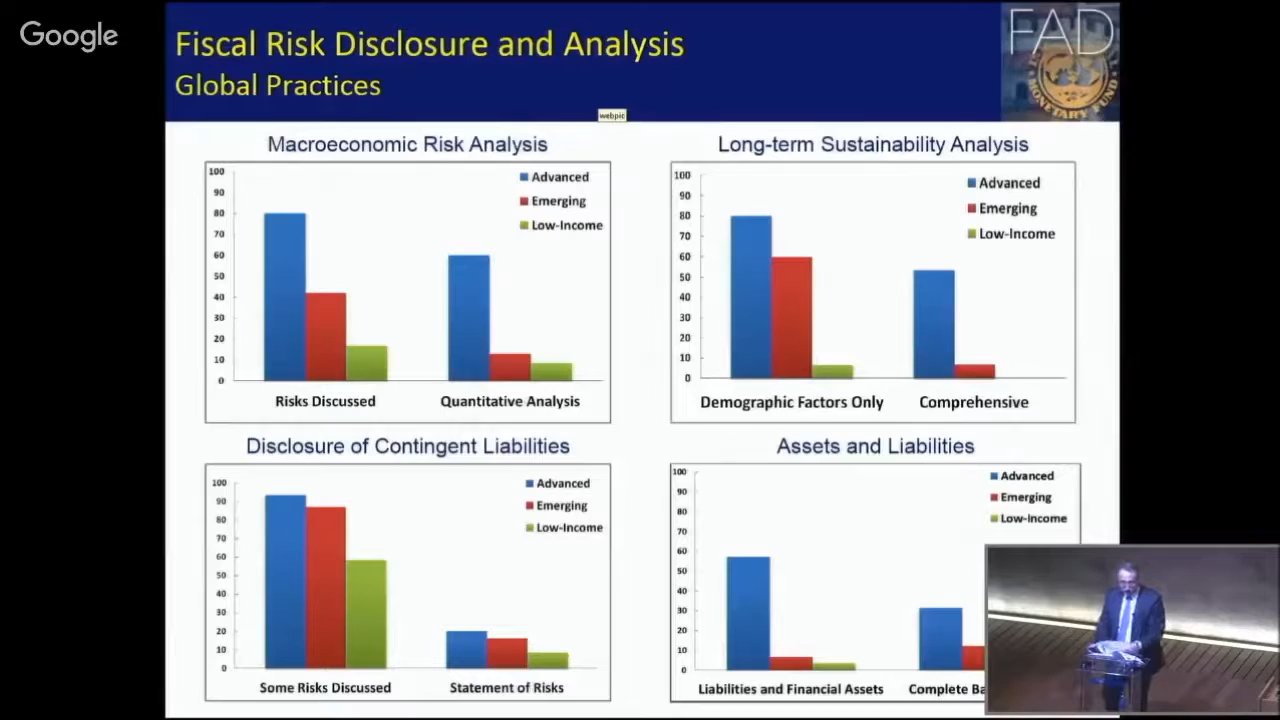 Google
Fiscal Risk Disclosure and Analysis
Global Practices
FAD
MONETARY FUND
webpic
Macroeconomic Risk Analysis
100
90
80
70
60
50
40
30
20
10
0
Advanced
Emerging
Low-Income
Risks Discussed
Quantitative Analysis
Long-term Sustainability Analysis
100
90
80
70
60
50
40
30
20
10
0
Advanced
Emerging
Low-Income
Demographic Factors Only
Comprehensive
Disclosure of Contingent Liabilities
100
90
80
70
60
50
40
30
20
10
0
Advanced
Emerging
Low-Income
Some Risks Discussed
Statement of Risks
Assets and Liabilities
100
90
80
70
60
50
40
30
20
10
0
Advanced
Emerging
Low-Income
Liabilities and Financial Assets
Complete Ba